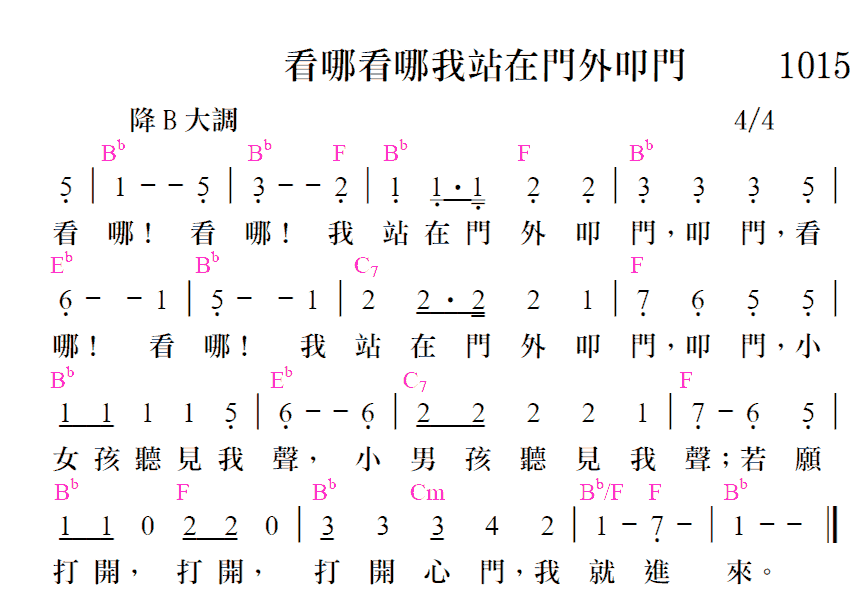 看哪看哪我站在門外叩門 1015
降B大調 4/4
B♭ B♭ F B♭ F B♭
5̣ | 1 - - 5̣ | 3̣ - - 2̣ | 1̣ 1̣ · 1̣ 2̣ 2̣ | 3̣ 3̣ 3̣ 5̣ |
看 哪! 看 哪! 我 站 在 門 外 叩 門,叩 門,看
E♭ B♭ C7 F
6̣ - - 1 | 5̣ - - 1 | 2 2 · 2 2 1 | 7̣ 6̣ 5̣ 5̣ |
哪! 看 哪! 我 站 在 門 外 叩 門,叩 門,小
B♭ E♭ C7 F
1 1 1 1 5̣ | 6̣ - - 6̣ | 2 2 2 2 1 | 7̣ - 6̣ 5̣ |
女 孩 聽 見 我 聲, 小 男 孩 聽 見 我 聲;若 願
B♭ F B♭ Cm B♭/F F B♭
1 1 0 2 2 0 | 3 3 3 4 2 | 1 - 7̣ - | 1 - - ‖
打 開, 打 開, 打 開 心 門,我 就 進 來。